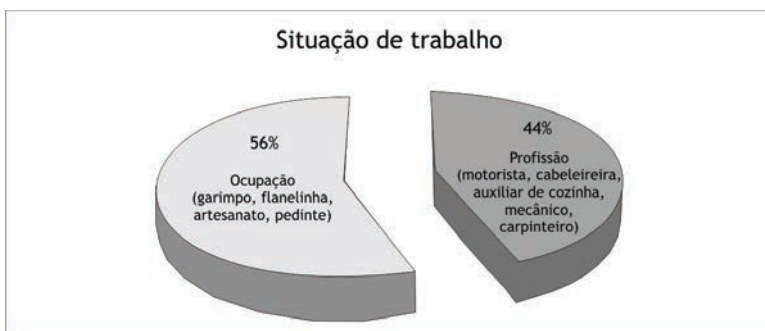 Situação de trabalho
56%
Ocupação
(garimpo, flanelinha,
artesanato, pedinte)
44%
Profissão
(motorista, cabeleireira,
auxiliar de cozinha,
mecânico,
carpinteiro)